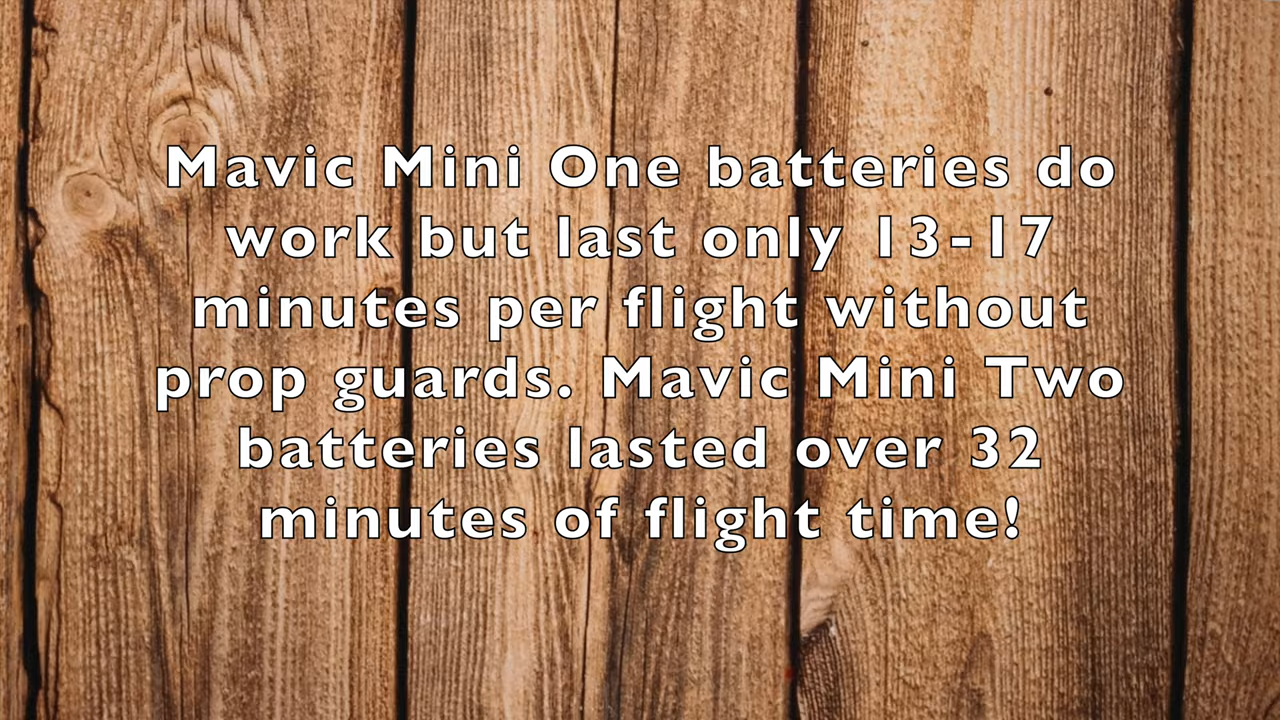 Mavic Mini One batteries do
work but last only 13-17
minutes per flight without
prop guards. Mavic Mini Two
batteries lasted over 32
minutes of flight time!